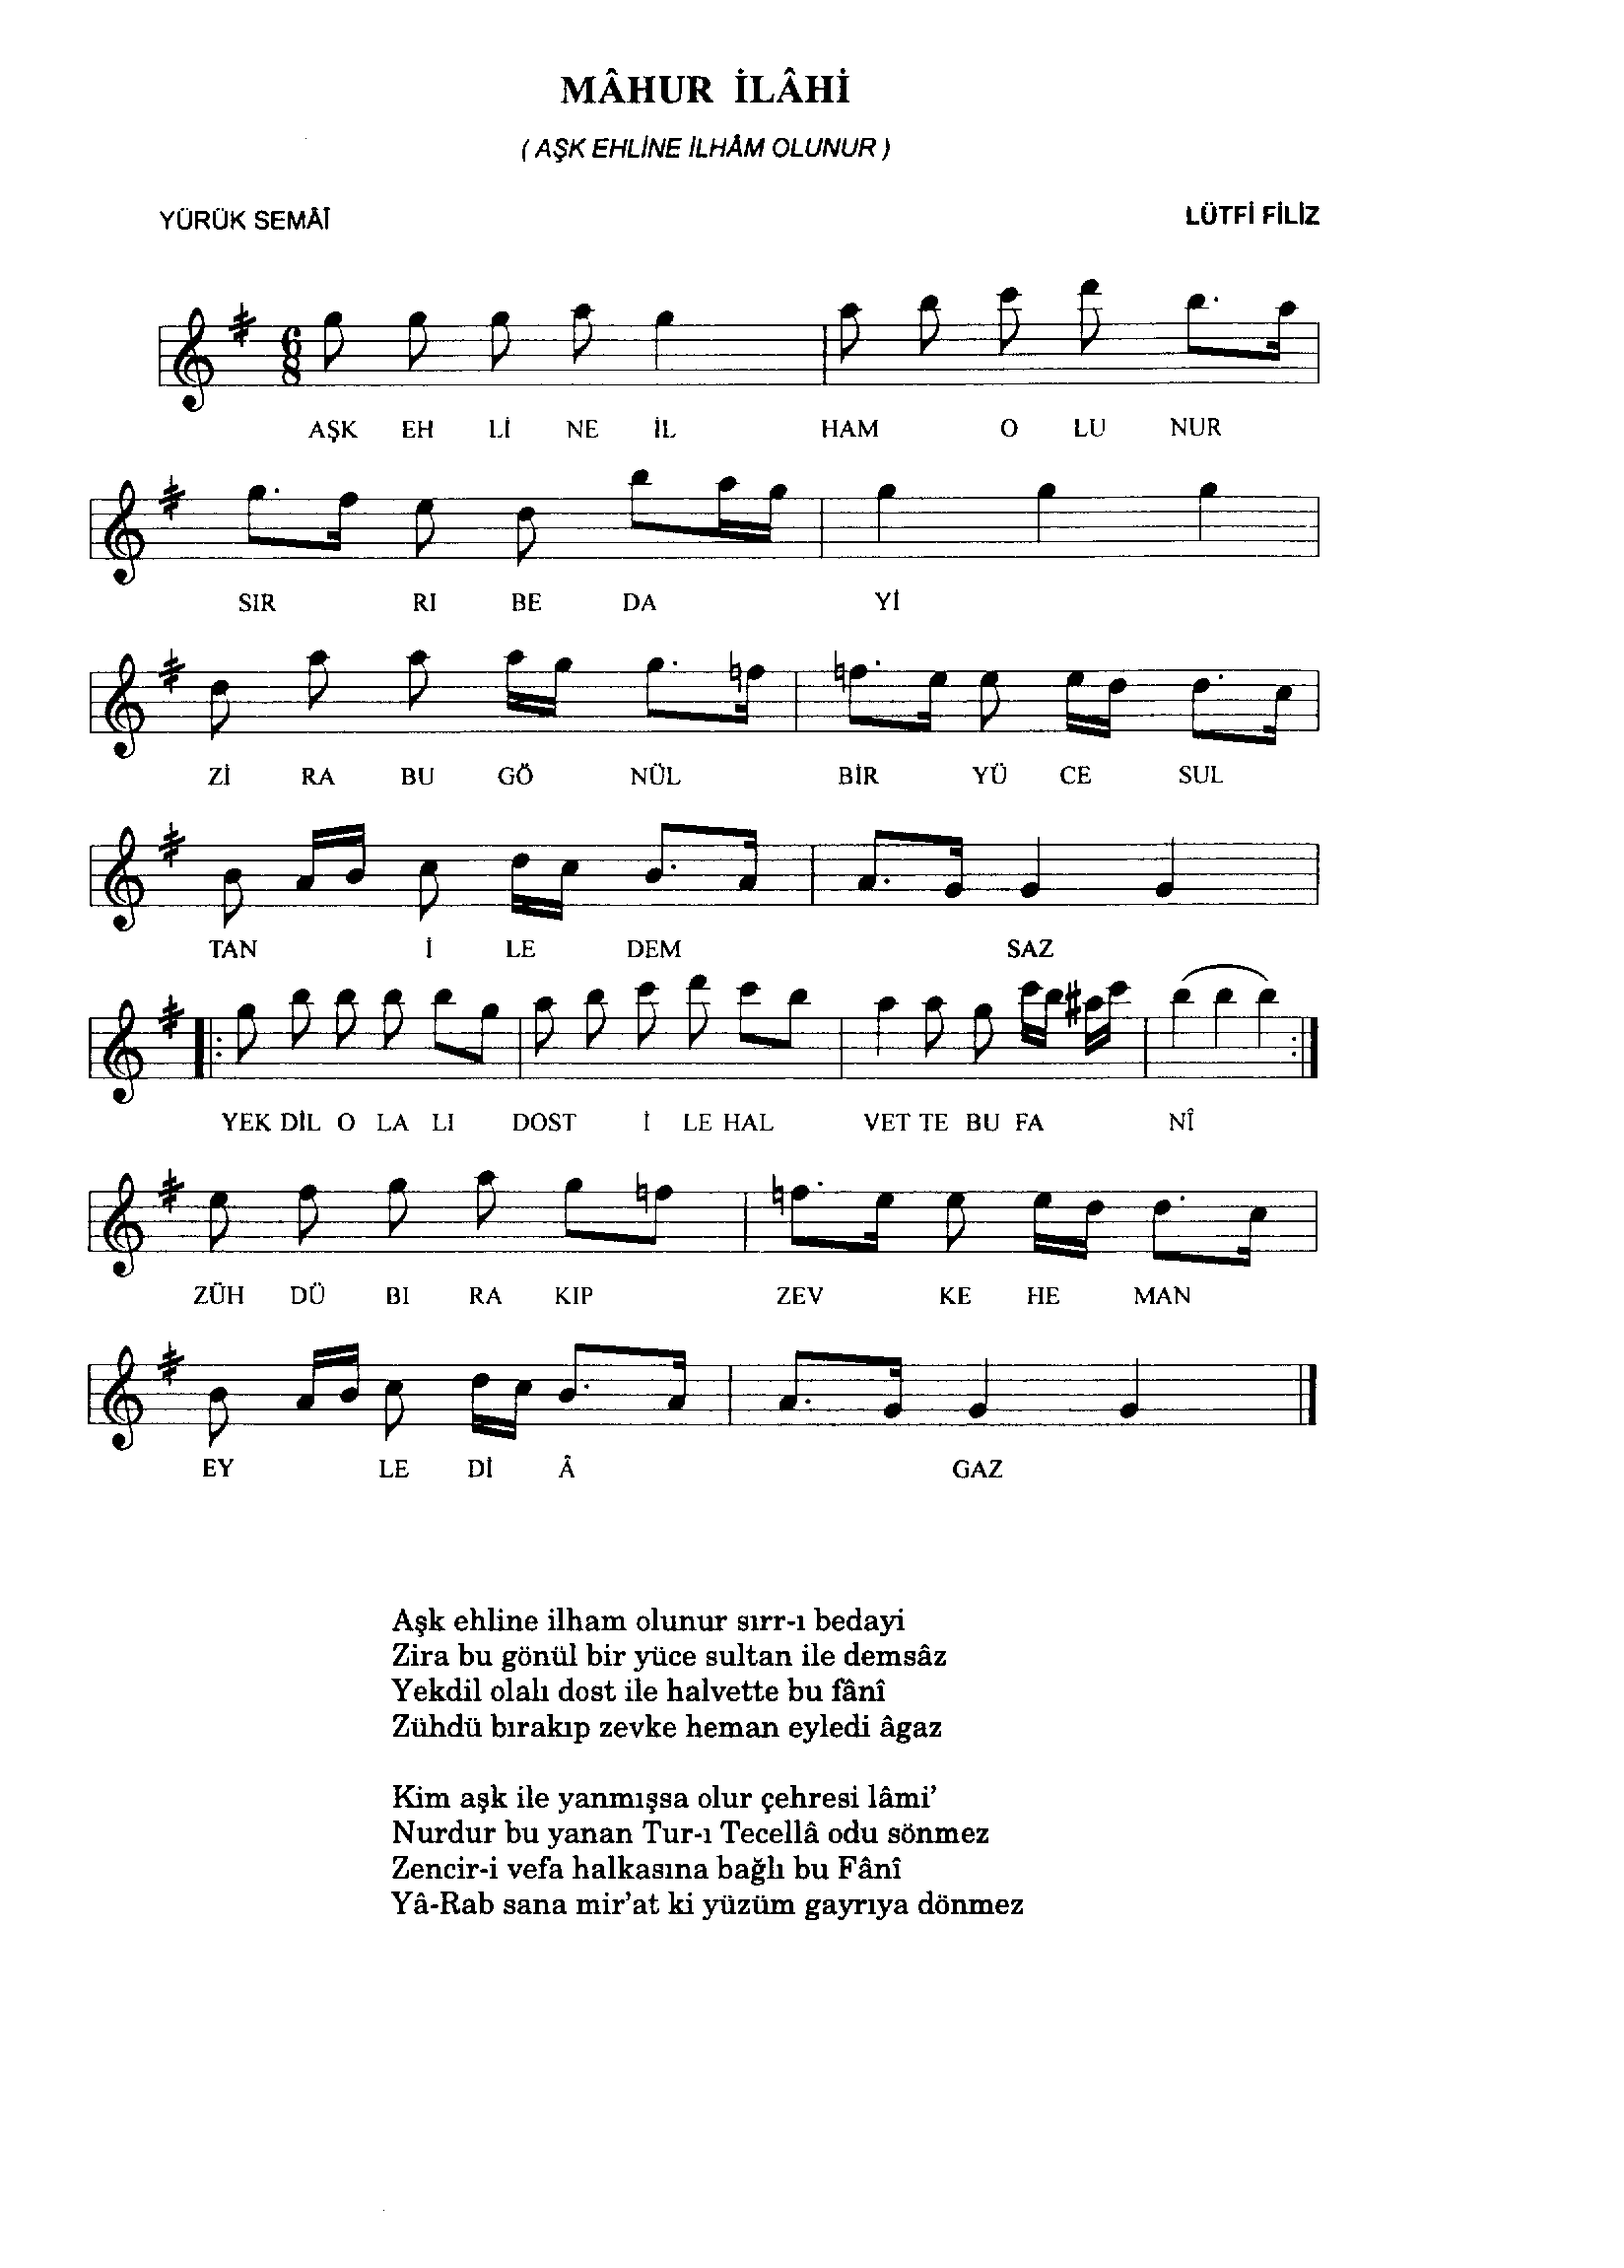 MÂHUR İLÂHİ
( AŞK EHLİNE İLHÂM OLUNUR )
YÜRÜK SEMÂÎ
LÜTFİ FİLİZ
6
8
AŞK EH Lİ NE İL HAM O LU NUR
SIR RI BE DA Yİ
Zİ RA BU GÖ NÜL BİR YÜ CE SUL
TAN İ LE DEM SAZ
YEK DİL O LA LI DOST İ LE HAL VET TE BU FA NÎ
ZÜH DÜ BI RA KIP ZEV KE HE MAN
EY LE Dİ Â GAZ
Aşk ehline ilham olunur sırr-ı bedayi
Zira bu gönül bir yüce sultan ile demsâz
Yekdil olalı dost ile halvette bu fânî
Zühdü bırakıp zevke heman eyledi âgaz
Kim aşk ile yanmışsa olur çehresi lâmi’
Nurdur bu yanan Tur-ı Tecellâ odu sönmez
Zencir-i vefa halkasına bağlı bu Fânî
Yâ-Rab sana mir’at ki yüzüm gayrıya dönmez